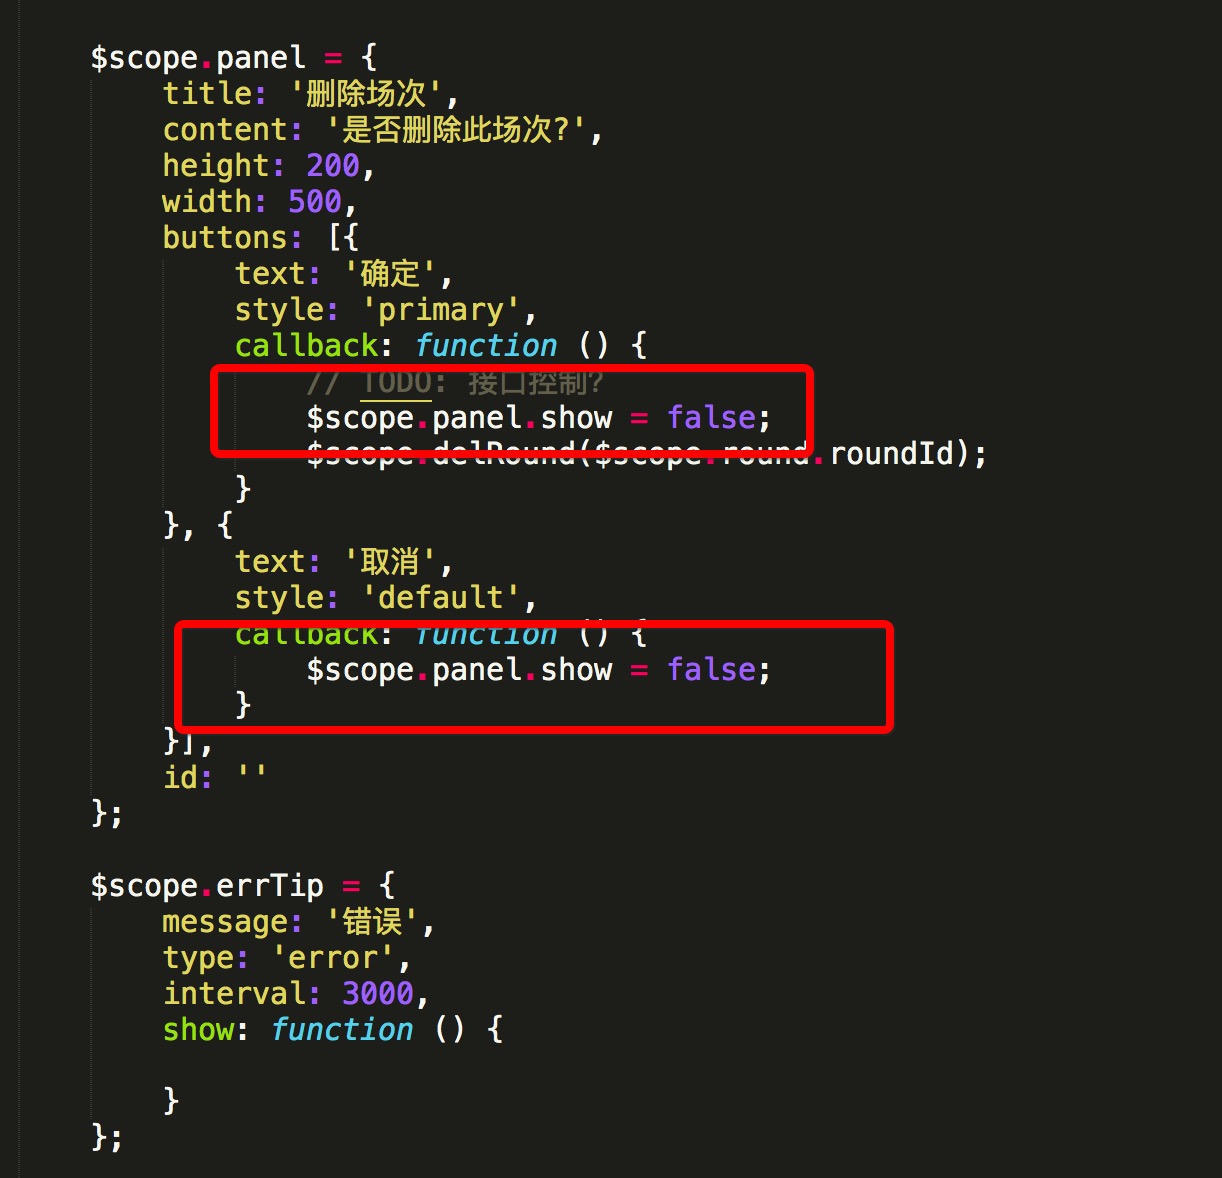 $scope.panel = {
title: '删除场次',
content: '是否删除此场次?',
height: 200,
width: 500,
buttons: [{
text: '确定',
style: 'primary',
callback: function () {
// TODO: 接口控制?
$scope.panel.show = false;
$scope.delRound($scope.round.roundId);
}
}, {
text: '取消',
style: 'default',
callback: function () {
$scope.panel.show = false;
}
}],
id: ''
};
$scope.errTip = {
message: '错误',
type: 'error',
interval: 3000,
show: function () {
}
};